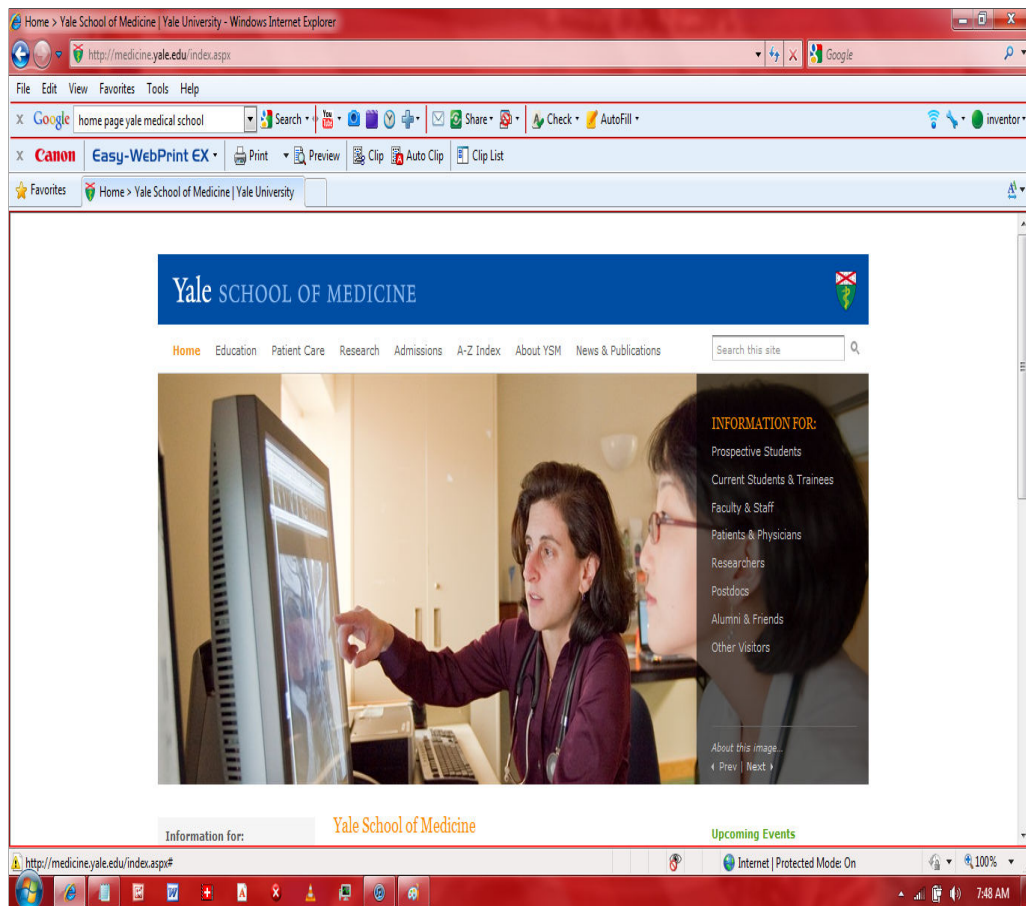 Home > Yale School of Medicine | Yale University - Windows Internet Explorer
http://medicine.yale.edu/index.aspx
Google
File Edit View Favorites Tools Help
X Google home page yale medical school Search You Share Check AutoFill inventor
x Canon Easy-WebPrint EX Print Preview Clip Auto Clip Clip List
Favorites Home > Yale School of Medicine | Yale University
Yale SCHOOL OF MEDICINE
Home Education Patient Care Research Admissions A-Z Index About YSM News & Publications Search this site
INFORMATION FOR:
Prospective Students
Current Students & Trainees
Faculty & Staff
Patients & Physicians
Researchers
Postdocs
Alumni & Friends
Other Visitors
About this image...
Prev | Next
Information for:
Yale School of Medicine
Upcoming Events
http://medicine.yale.edu/index.aspx#
Internet | Protected Mode: On
100%
7:48 AM